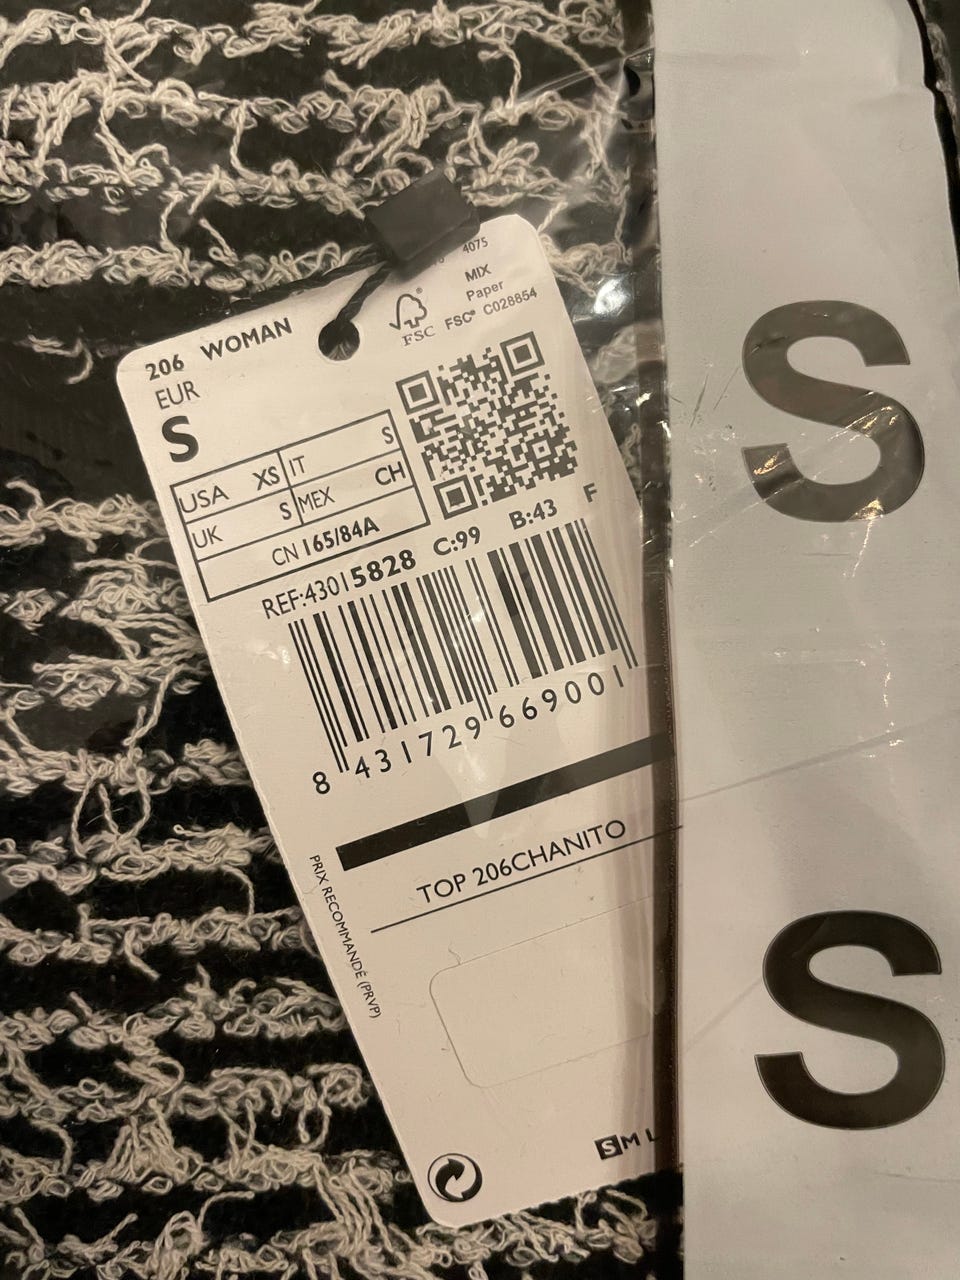 4075
MIX
Paper
FSC® C028854
FSC
206 WOMAN
EUR
S
USA XS IT S
UK S MEX CH
CN 165/84A
REF:43015828 C:99 B:43 F
8 431729 669001
TOP 206CHANITO
PRIX RECOMMANDÉ (PRVP)
S M L
S
S